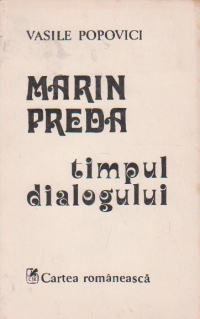 VASILE POPOVICI
MARIN
PREDA
timpul
dialogului
Cartea românească